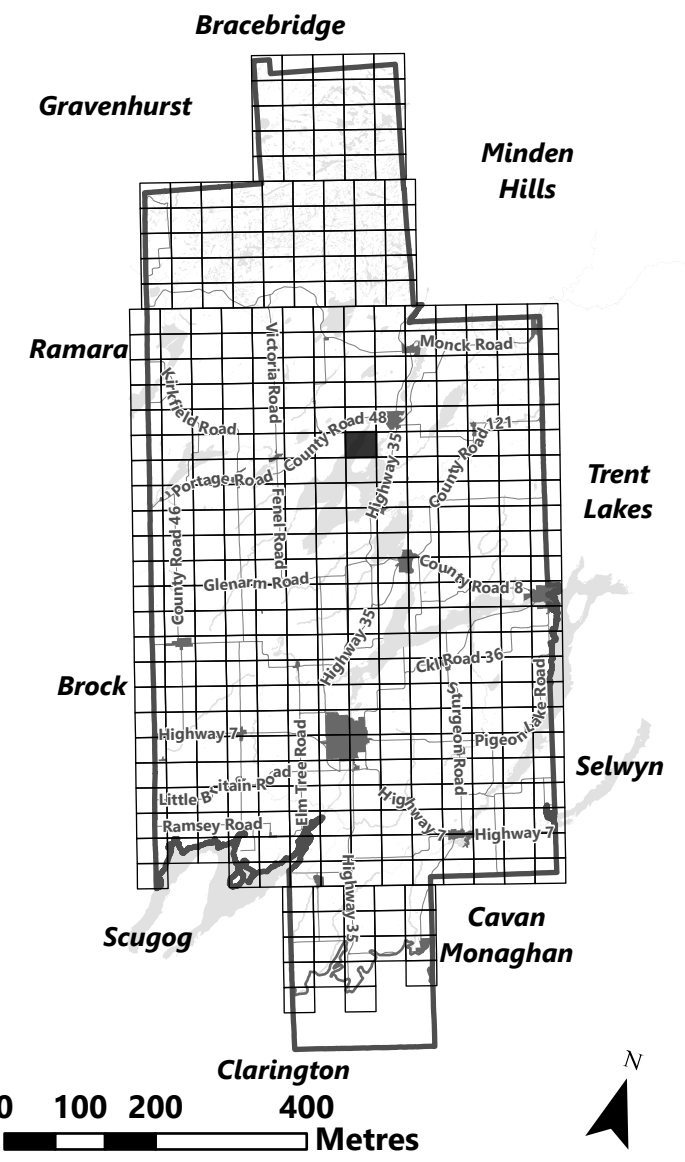 Bracebridge
Gravenhurst
Minden
Hills
Ramara
Monck Road
Victoria Road
Kirkfield Road
County Road 48
County Road 121
Highway 35
Portage Road
Trent
Lakes
Fenel Road
County Road 46
Glenarm Road
County Road 8
Highway 35
Ckl Road 36
Brock
Sturgeon Road
Pigeon Lake Road
Highway 7
Elm Tree Road
Selwyn
Little Britain Road
Highway 7
Ramsey Road
Highway 7
Highway 35
Scugog
Cavan
Monaghan
Clarington
N
0 100 200 400
Metres